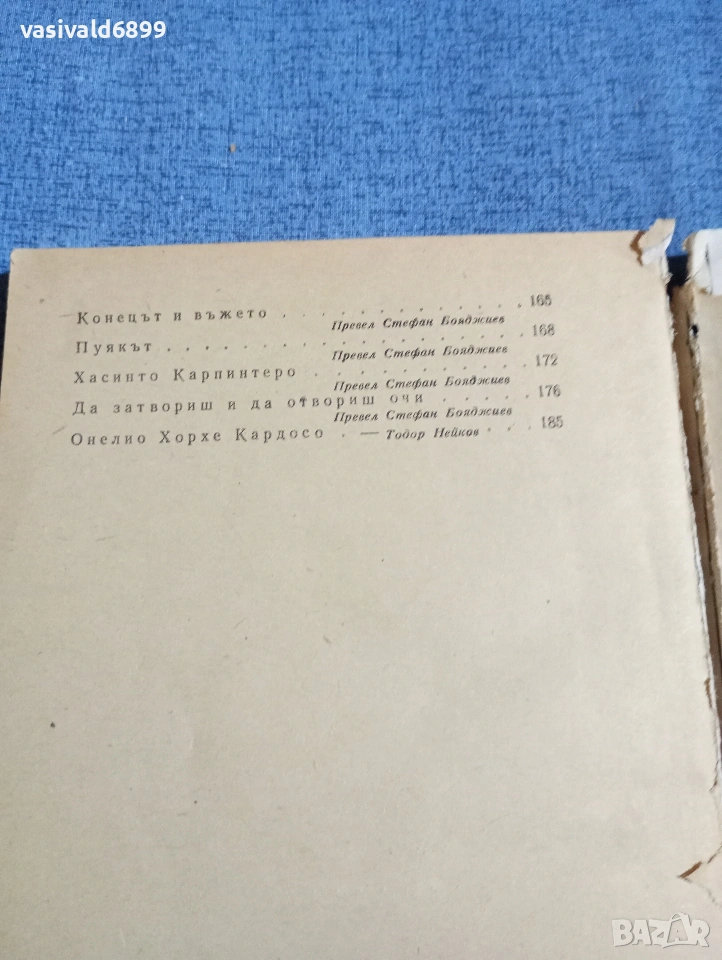 vasivald6899
Конецът и въжето . . . . . . . . . . . . 165
Превел Стефан Бояджиев
Пуякът . . . . . . . . . . . . . . . . 168
Превел Стефан Бояджиев
Хасинто Карпинтеро . . . . . . . . . . 172
Превел Стефан Бояджиев
Да затвориш и да отвориш очи . . . . . 176
Превел Стефан Бояджиев
Онелио Хорхе Кардосо . — Тодор Нейков . . . 185
BAZAR